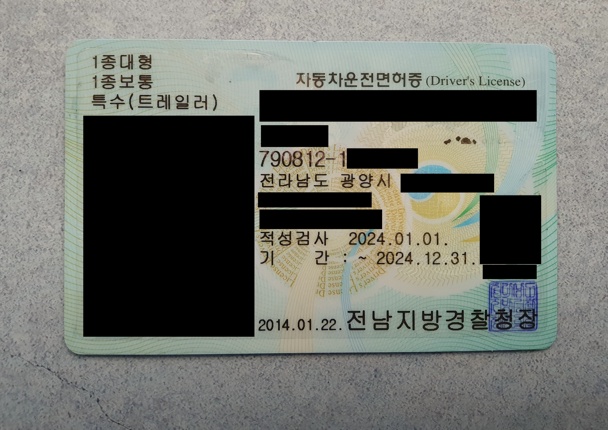 1종대형
1종보통
특수(트레일러)
자동차운전면허증(Driver's License)
790812-1
전라남도 광양시
적성검사 2024.01.01.
기 간 : ~ 2024.12.31.
2014.01.22. 전남지방경찰청장